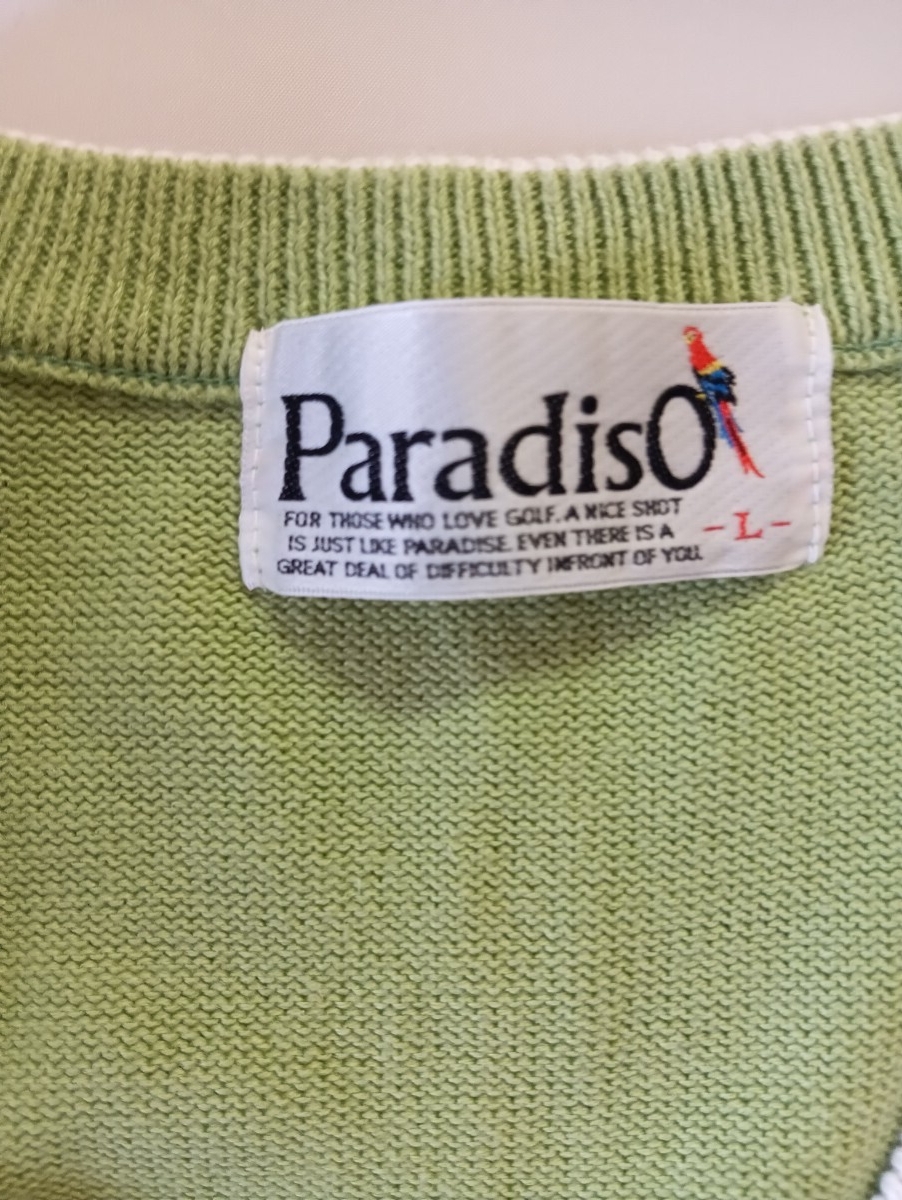 ParadisO
FOR THOSE WHO LOVE GOLF. A NICE SHOT
IS JUST LIKE PARADISE. EVEN THERE IS A
GREAT DEAL OF DIFFICULTY INFRONT OF YOU.
-L-